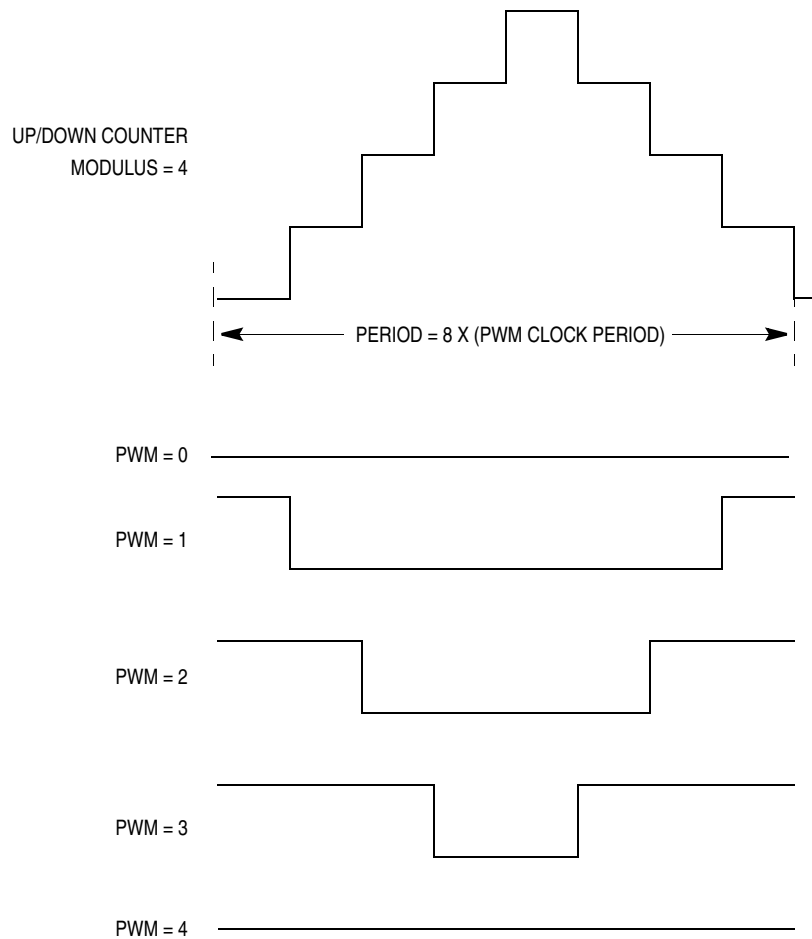 UP/DOWN COUNTER
MODULUS = 4
PERIOD = 8 X (PWM CLOCK PERIOD)
PWM = 0
PWM = 1
PWM = 2
PWM = 3
PWM = 4